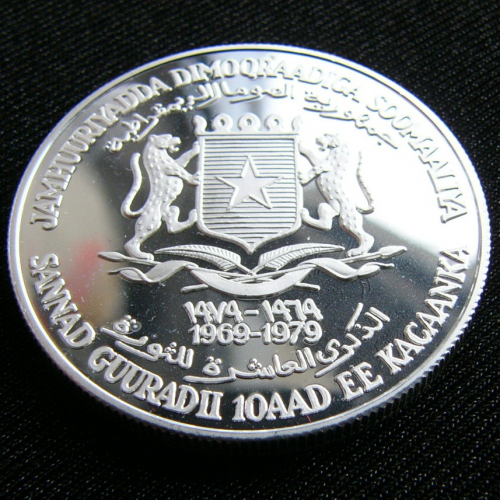 JAMHUURIYADDA DIMOQRAADIGA SOOMAALIYA
جمهورية الصومال الديمقراطية
١٩٧٩ - ١٩٦٩
1969-1979
الذكرى العاشرة للثورة
SANNAD GUURADII 10AAD EE KACAANKA